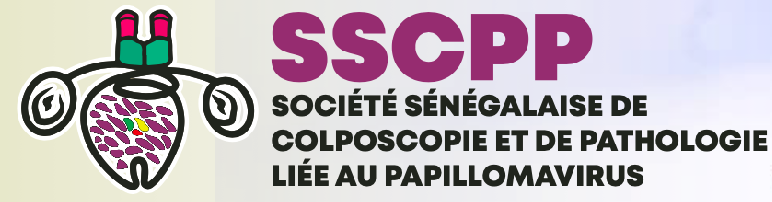 SSCPP
SOCIÉTÉ SÉNÉGALAISE DE
COLPOSCOPIE ET DE PATHOLOGIE
LIÉE AU PAPILLOMAVIRUS